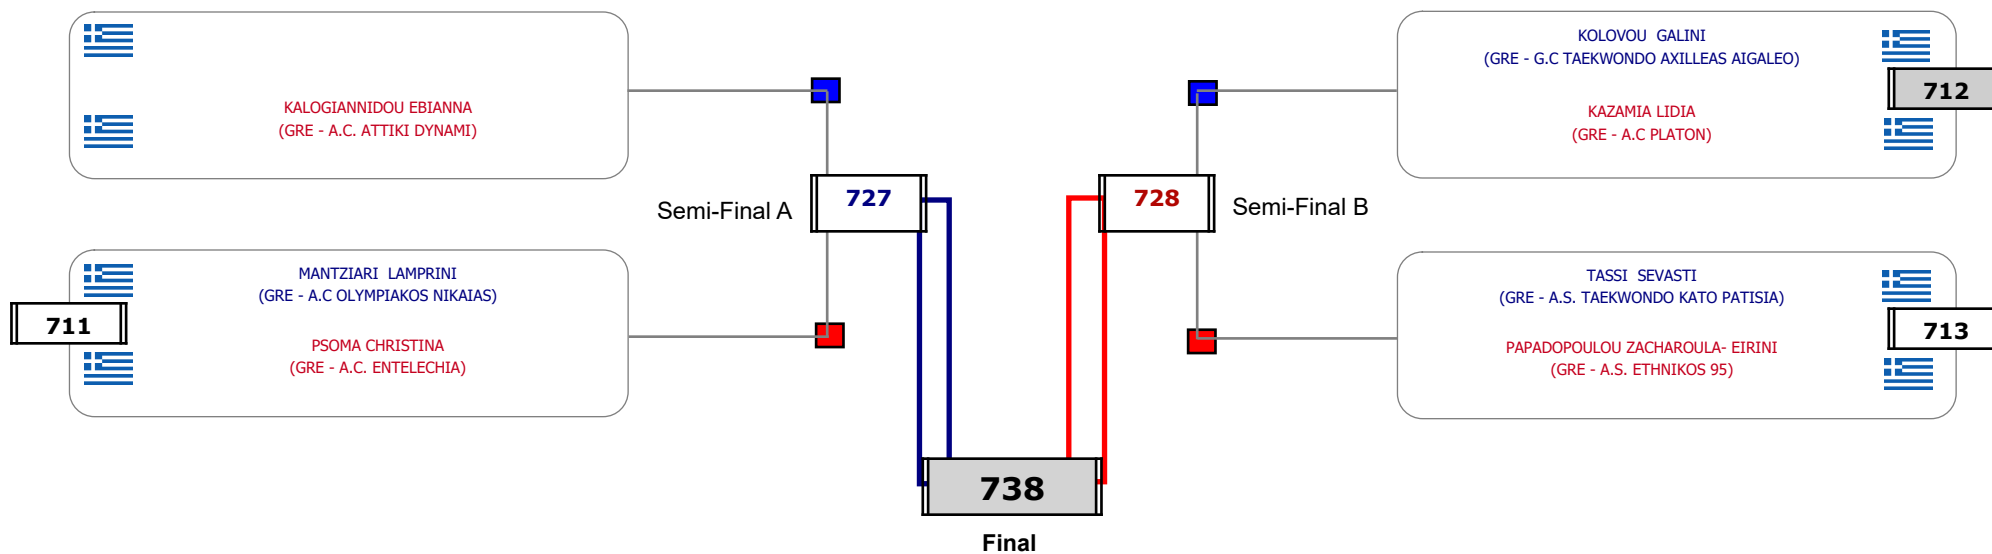 KALOGIANNIDOU EBIANNA
(GRE - A.C. ATTIKI DYNAMI)
MANTZIARI LAMPRINI
(GRE - A.C OLYMPIAKOS NIKAIAS)
711
PSOMA CHRISTINA
(GRE - A.C. ENTELECHIA)
Semi-Final A
727
728
Semi-Final B
KOLOVOU GALINI
(GRE - G.C TAEKWONDO AXILLEAS AIGALEO)
712
KAZAMIA LIDIA
(GRE - A.C PLATON)
TASSI SEVASTI
(GRE - A.S. TAEKWONDO KATO PATISIA)
713
PAPADOPOULOU ZACHAROULA- EIRINI
(GRE - A.S. ETHNIKOS 95)
738
Final